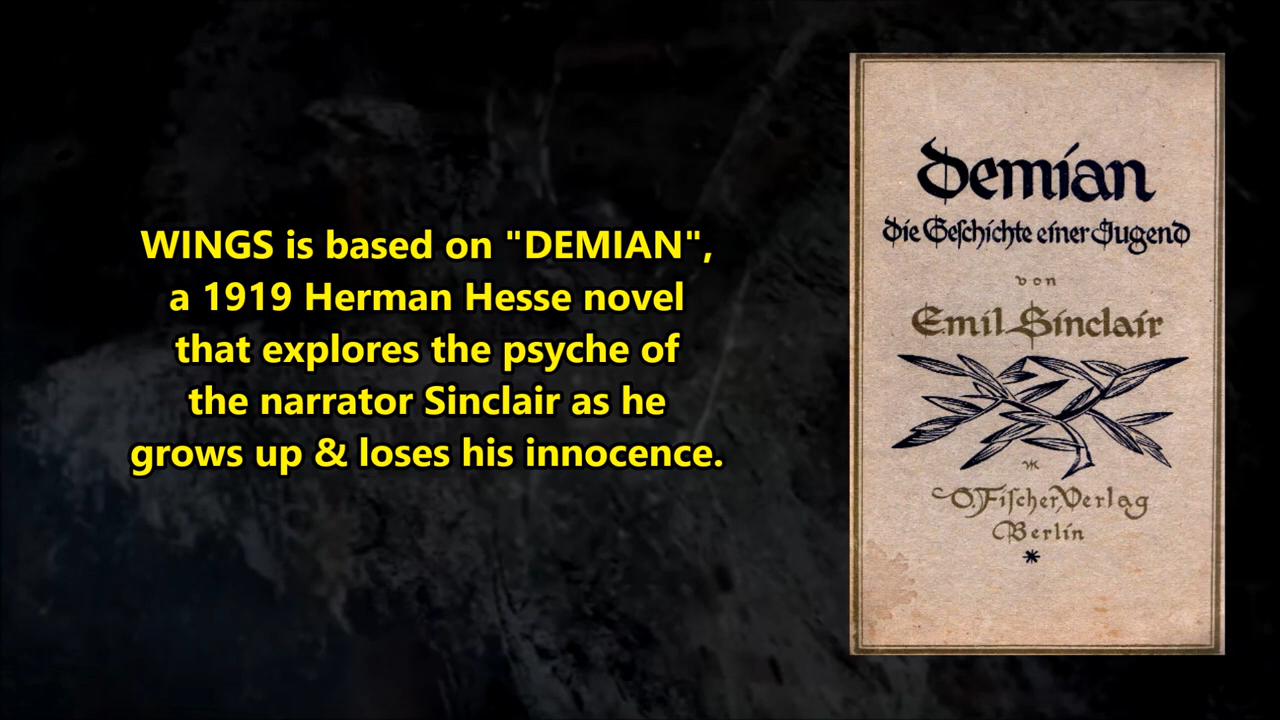 WINGS is based on "DEMIAN",
a 1919 Herman Hesse novel
that explores the psyche of
the narrator Sinclair as he
grows up & loses his innocence.
Demian
Die Geschichte einer Jugend
von
Emil Sinclair
S. Fischer, Verlag
Berlin